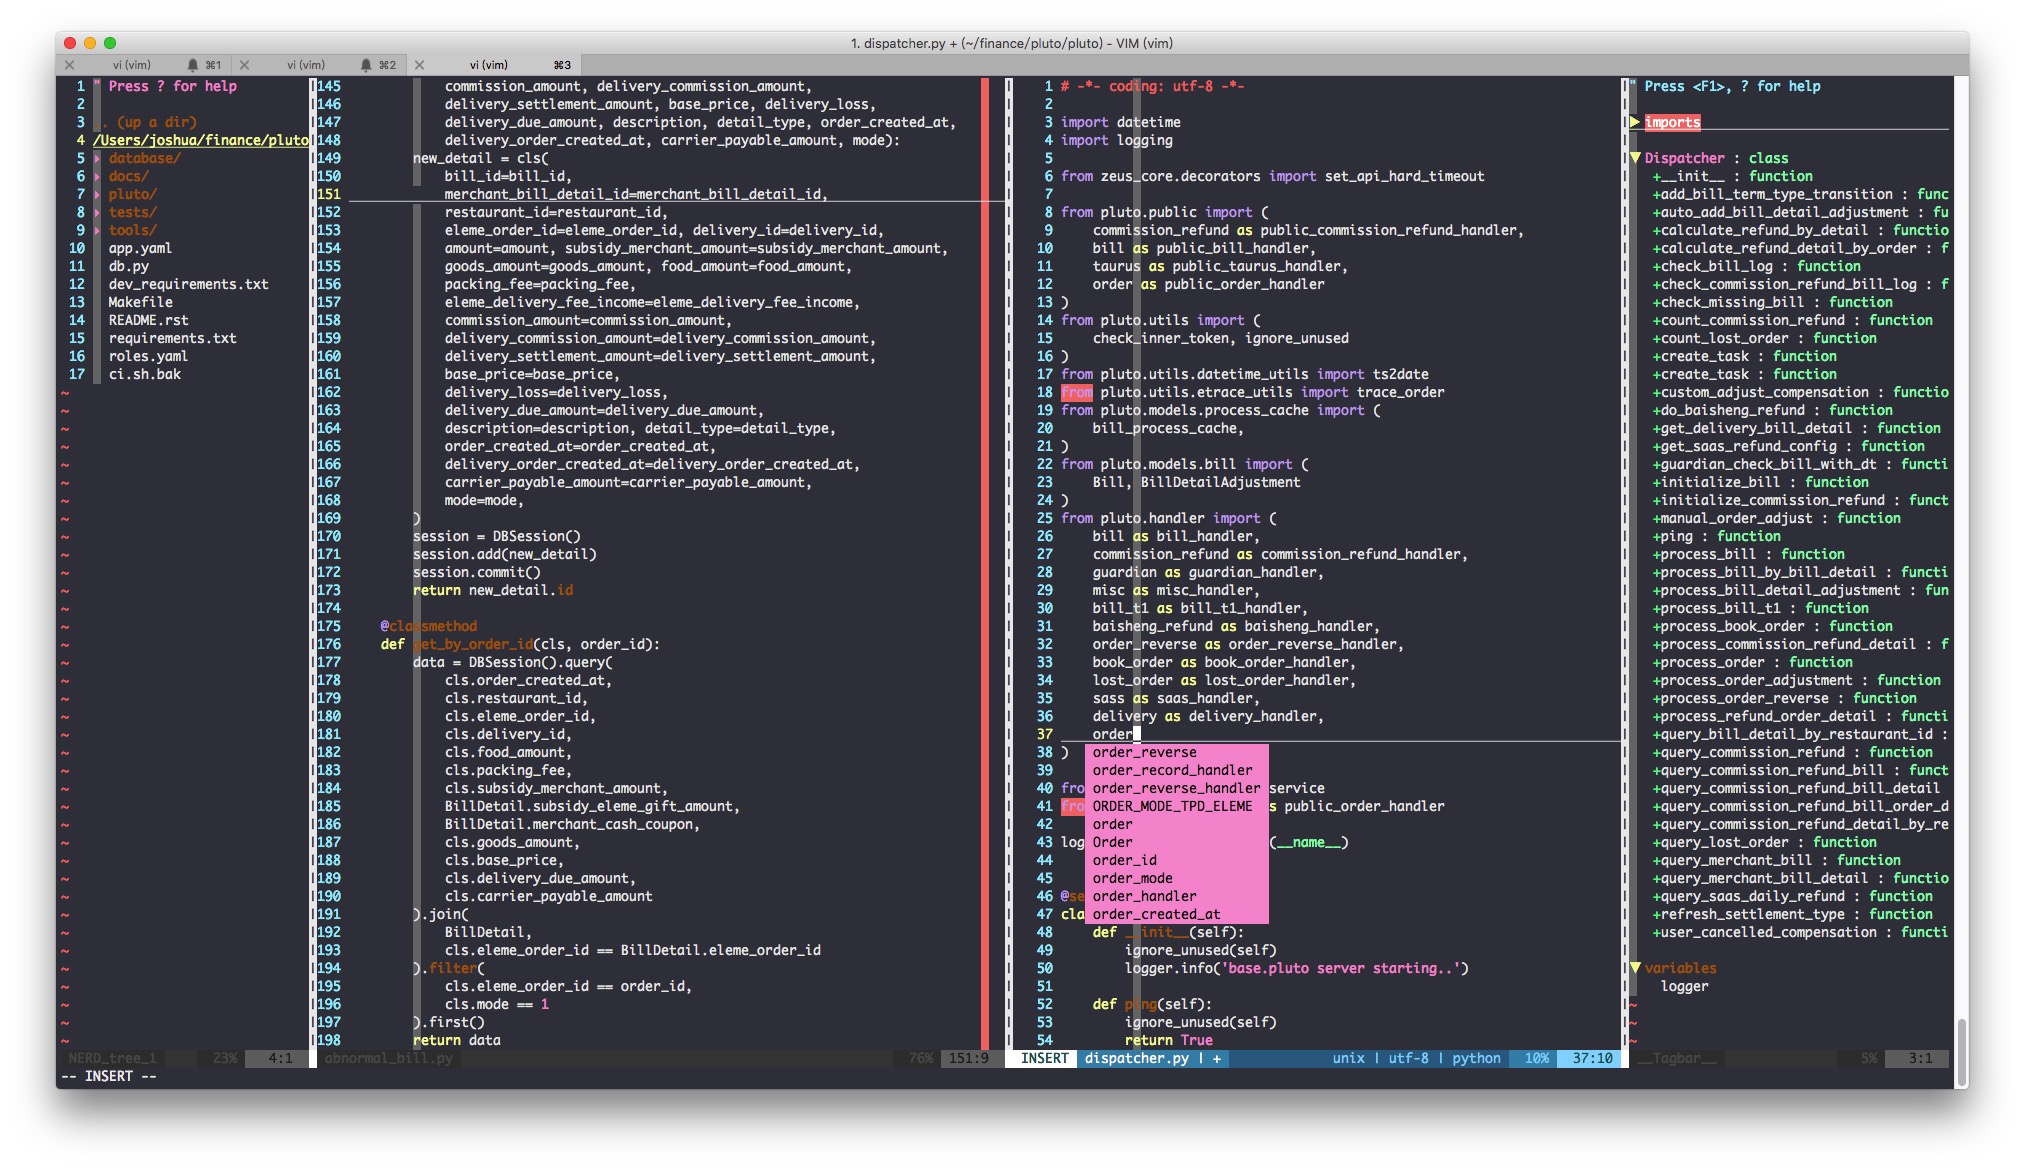 1. dispatcher.py + (~/finance/pluto/pluto) - VIM (vim)
vi (vim) ⌘1
vi (vim) ⌘2
vi (vim) ⌘3
1 " Press ? for help
2
3 .. (up a dir)
4 /Users/joshua/finance/pluto
5 ▸ database/
6 ▸ docs/
7 ▸ pluto/
8 ▸ tests/
9 ▸ tools/
10 app.yaml
11 db.py
12 dev_requirements.txt
13 Makefile
14 README.rst
15 requirements.txt
16 roles.yaml
17 ci.sh.bak
NERD_tree_1 23% 4:1
145 commission_amount, delivery_commission_amount,
146 delivery_settlement_amount, base_price, delivery_loss,
147 delivery_due_amount, description, detail_type, order_created_at,
148 delivery_order_created_at, carrier_payable_amount, mode):
149 new_detail = cls(
150 bill_id=bill_id,
151 merchant_bill_detail_id=merchant_bill_detail_id,
152 restaurant_id=restaurant_id,
153 eleme_order_id=eleme_order_id, delivery_id=delivery_id,
154 amount=amount, subsidy_merchant_amount=subsidy_merchant_amount,
155 goods_amount=goods_amount, food_amount=food_amount,
156 packing_fee=packing_fee,
157 eleme_delivery_fee_income=eleme_delivery_fee_income,
158 commission_amount=commission_amount,
159 delivery_commission_amount=delivery_commission_amount,
160 delivery_settlement_amount=delivery_settlement_amount,
161 base_price=base_price,
162 delivery_loss=delivery_loss,
163 delivery_due_amount=delivery_due_amount,
164 description=description, detail_type=detail_type,
165 order_created_at=order_created_at,
166 delivery_order_created_at=delivery_order_created_at,
167 carrier_payable_amount=carrier_payable_amount,
168 mode=mode,
169 )
170 session = DBSession()
171 session.add(new_detail)
172 session.commit()
173 return new_detail.id
174
175 @classmethod
176 def get_by_order_id(cls, order_id):
177 data = DBSession().query(
178 cls.order_created_at,
179 cls.restaurant_id,
180 cls.eleme_order_id,
181 cls.delivery_id,
182 cls.food_amount,
183 cls.packing_fee,
184 cls.subsidy_merchant_amount,
185 BillDetail.subsidy_eleme_gift_amount,
186 BillDetail.merchant_cash_coupon,
187 cls.goods_amount,
188 cls.base_price,
189 cls.delivery_due_amount,
190 cls.carrier_payable_amount
191 ).join(
192 BillDetail,
193 cls.eleme_order_id == BillDetail.eleme_order_id
194 ).filter(
195 cls.eleme_order_id == order_id,
196 cls.mode == 1
197 ).first()
198 return data
abnormal_bill.py 76% 151:9
1 # -*- coding: utf-8 -*-
2
3 import datetime
4 import logging
5
6 from zeus_core.decorators import set_api_hard_timeout
7
8 from pluto.public import (
9 commission_refund as public_commission_refund_handler,
10 bill as public_bill_handler,
11 taurus as public_taurus_handler,
12 order as public_order_handler
13 )
14 from pluto.utils import (
15 check_inner_token, ignore_unused
16 )
17 from pluto.utils.datetime_utils import ts2date
18 from pluto.utils.etrace_utils import trace_order
19 from pluto.models.process_cache import (
20 bill_process_cache,
21 )
22 from pluto.models.bill import (
23 Bill, BillDetailAdjustment
24 )
25 from pluto.handler import (
26 bill as bill_handler,
27 commission_refund as commission_refund_handler,
28 guardian as guardian_handler,
29 misc as misc_handler,
30 bill_t1 as bill_t1_handler,
31 baisheng_refund as baisheng_handler,
32 order_reverse as order_reverse_handler,
33 book_order as book_order_handler,
34 lost_order as lost_order_handler,
35 sass as saas_handler,
36 delivery as delivery_handler,
37 order
38 ) order_reverse
39 order_record_handler
40 fro order_reverse_handler service
41 fro ORDER_MODE_TPD_ELEME s public_order_handler
42 order
43 log Order (__name__)
44 order_id
45 order_mode
46 @se order_handler
47 cla order_created_at
48 def __init__(self):
49 ignore_unused(self)
50 logger.info('base.pluto server starting..')
51
52 def ping(self):
53 ignore_unused(self)
54 return True
INSERT dispatcher.py | + unix | utf-8 | python 10% 37:10
" Press <F1>, ? for help
▶ imports
▼ Dispatcher : class
+__init__ : function
+add_bill_term_type_transition : func
+auto_add_bill_detail_adjustment : fu
+calculate_refund_by_detail : functio
+calculate_refund_detail_by_order : f
+check_bill_log : function
+check_commission_refund_bill_log : f
+check_missing_bill : function
+count_commission_refund : function
+count_lost_order : function
+create_task : function
+create_task : function
+custom_adjust_compensation : functio
+do_baisheng_refund : function
+get_delivery_bill_detail : function
+get_saas_refund_config : function
+guardian_check_bill_with_dt : functi
+initialize_bill : function
+initialize_commission_refund : funct
+manual_order_adjust : function
+ping : function
+process_bill : function
+process_bill_by_bill_detail : functi
+process_bill_detail_adjustment : fun
+process_bill_t1 : function
+process_book_order : function
+process_commission_refund_detail : f
+process_order : function
+process_order_adjustment : function
+process_order_reverse : function
+process_refund_order_detail : functi
+query_bill_detail_by_restaurant_id :
+query_commission_refund : function
+query_commission_refund_bill : funct
+query_commission_refund_bill_detail
+query_commission_refund_bill_order_d
+query_commission_refund_detail_by_re
+query_lost_order : function
+query_merchant_bill : function
+query_merchant_bill_detail : functio
+query_saas_daily_refund : function
+refresh_settlement_type : function
+user_cancelled_compensation : functi
▼ variables
logger
__Tagbar__ 5% 3:1
-- INSERT --